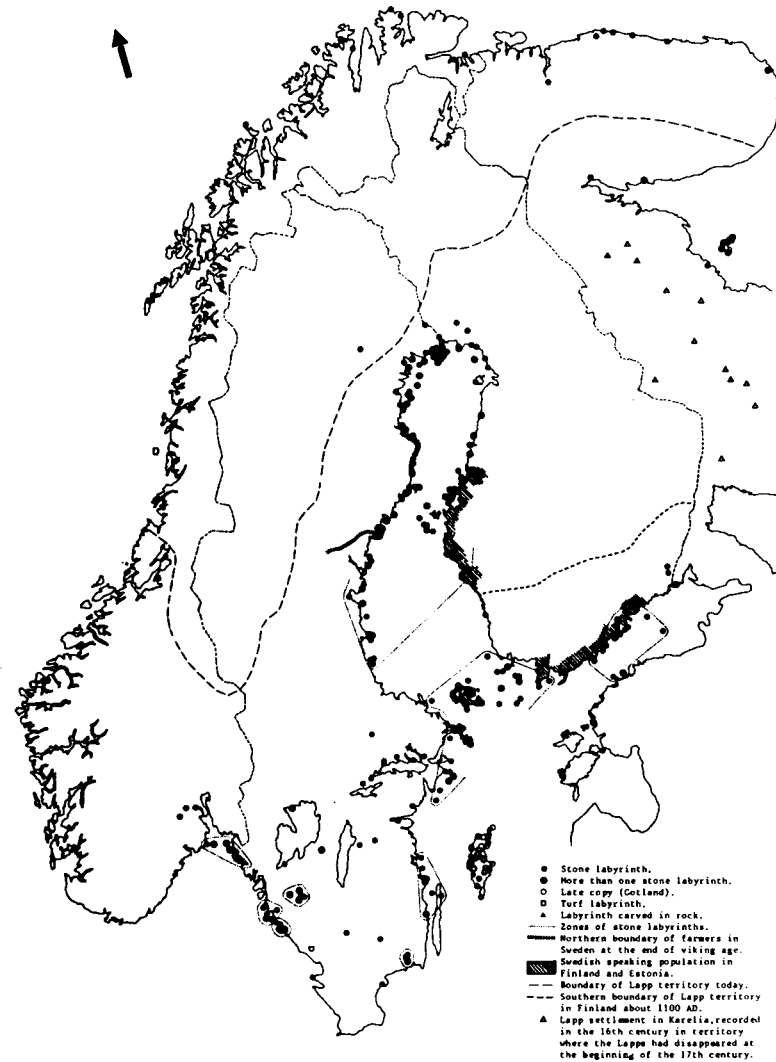 Stone labyrinth.
More than one stone labyrinth.
Late copy (Gotland).
Turf labyrinth.
Labyrinth carved in rock.
Zones of stone labyrinths.
Northern boundary of farmers in
Sweden at the end of viking age.
Swedish speaking population in
Finland and Estonia.
Boundary of Lapp territory today.
Southern boundary of Lapp territory
in Finland about 1100 AD.
Lapp settlement in Karelia,recorded
in the 16th century in territory
where the Lapps had disappeared at
the beginning of the 17th century.